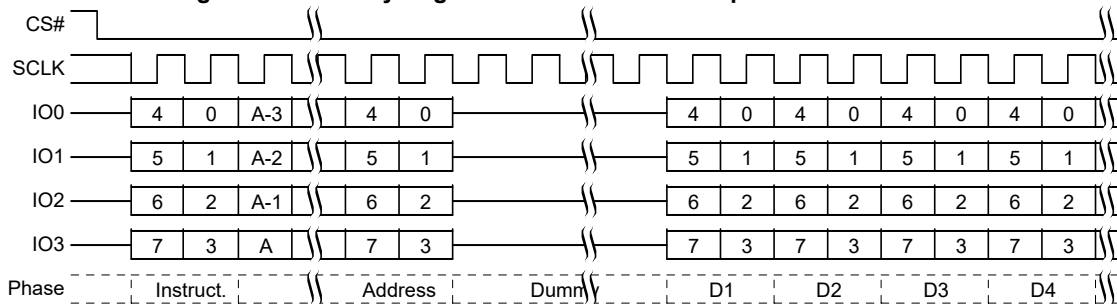 CS#
SCLK
IO0 4 0 A-3 4 0 4 0 4 0 4 0 4 0
IO1 5 1 A-2 5 1 5 1 5 1 5 1 5 1
IO2 6 2 A-1 6 2 6 2 6 2 6 2 6 2
IO3 7 3 A 7 3 7 3 7 3 7 3 7 3
Phase Instruct. Address Dummy D1 D2 D3 D4